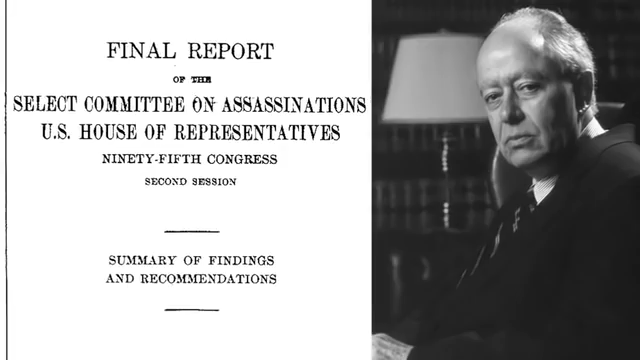 FINAL REPORT
OF THE
SELECT COMMITTEE ON ASSASSINATIONS
U.S. HOUSE OF REPRESENTATIVES
NINETY-FIFTH CONGRESS
SECOND SESSION
SUMMARY OF FINDINGS
AND RECOMMENDATIONS